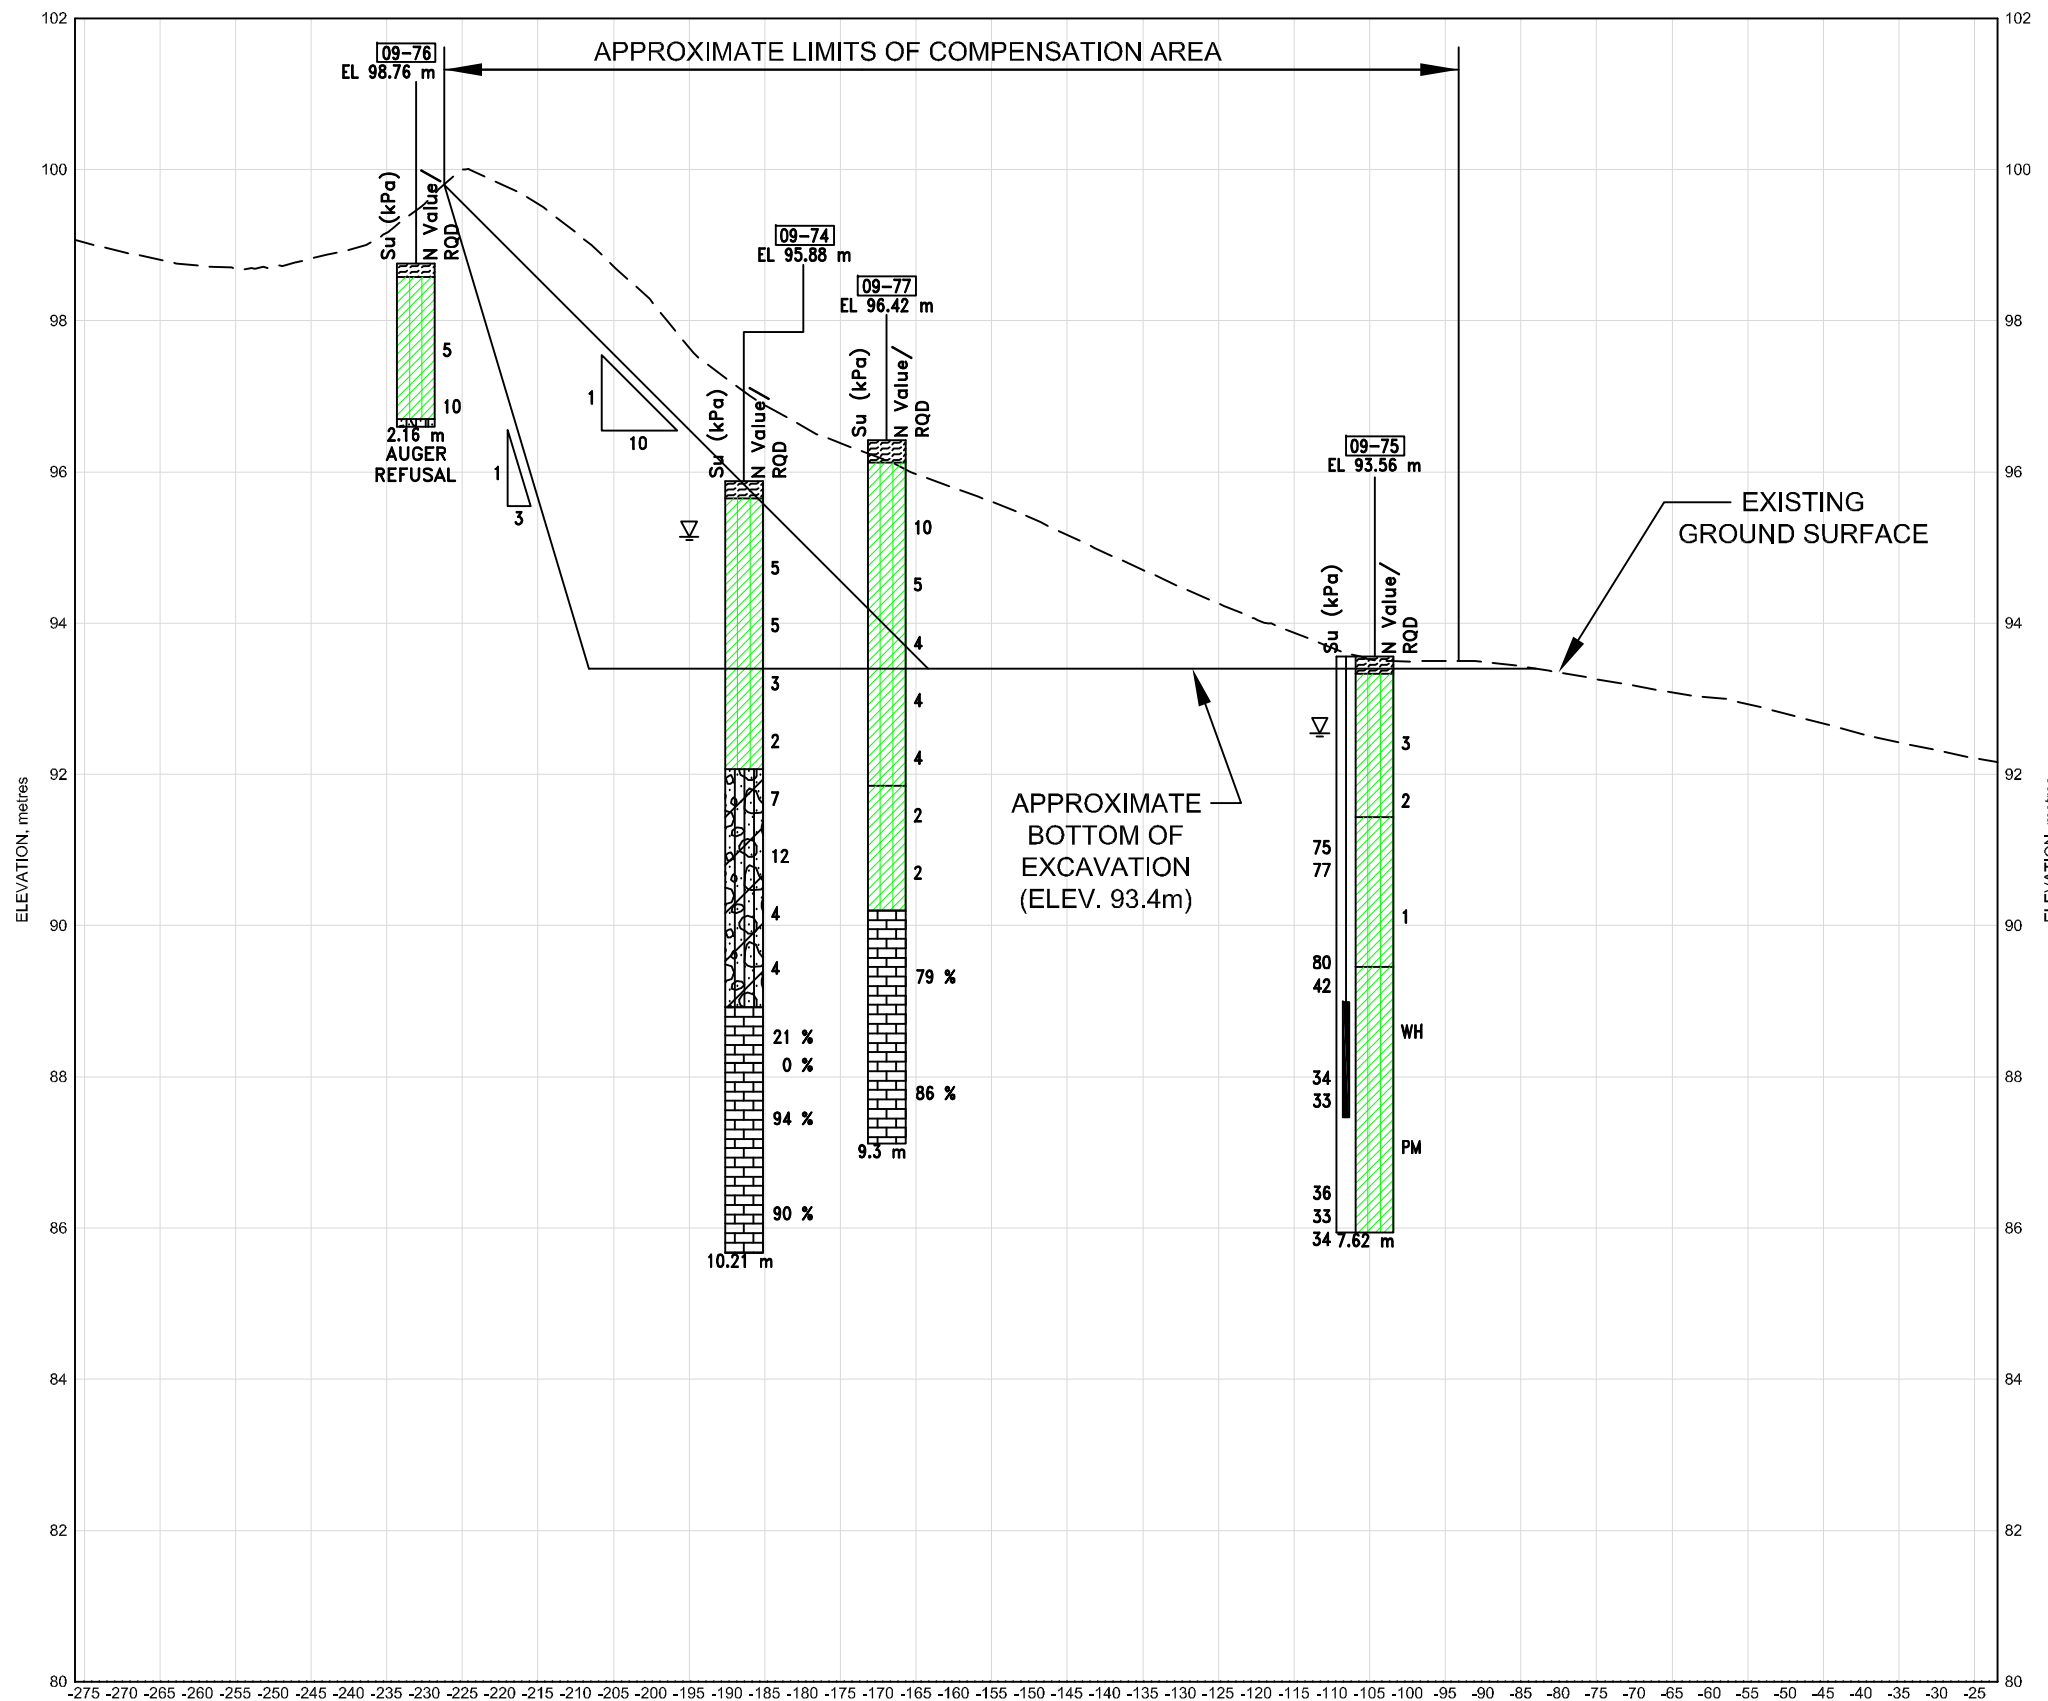 102
102
APPROXIMATE LIMITS OF COMPENSATION AREA
09-76
EL 98.76 m
100
100
Su (kPa)
N Value/
RQD
5
10
2.16 m
AUGER
REFUSAL
1
3
1
10
09-74
EL 95.88 m
Su (kPa)
N Value/
RQD
5
5
3
2
7
12
4
4
21 %
0 %
94 %
90 %
10.21 m
09-77
EL 96.42 m
Su (kPa)
N Value/
RQD
10
5
4
4
4
2
2
79 %
86 %
9.3 m
09-75
EL 93.56 m
Su (kPa)
N Value/
RQD
3
2
75
77
1
80
42
WH
34
33
PM
36
33
34 7.62 m
EXISTING
GROUND SURFACE
APPROXIMATE
BOTTOM OF
EXCAVATION
(ELEV. 93.4m)
98
98
96
96
94
94
92
92
90
90
88
88
86
86
84
84
82
82
80
80
ELEVATION, metres
ELEVATION, metres
-275 -270 -265 -260 -255 -250 -245 -240 -235 -230 -225 -220 -215 -210 -205 -200 -195 -190 -185 -180 -175 -170 -165 -160 -155 -150 -145 -140 -135 -130 -125 -120 -115 -110 -105 -100 -95 -90 -85 -80 -75 -70 -65 -60 -55 -50 -45 -40 -35 -30 -25